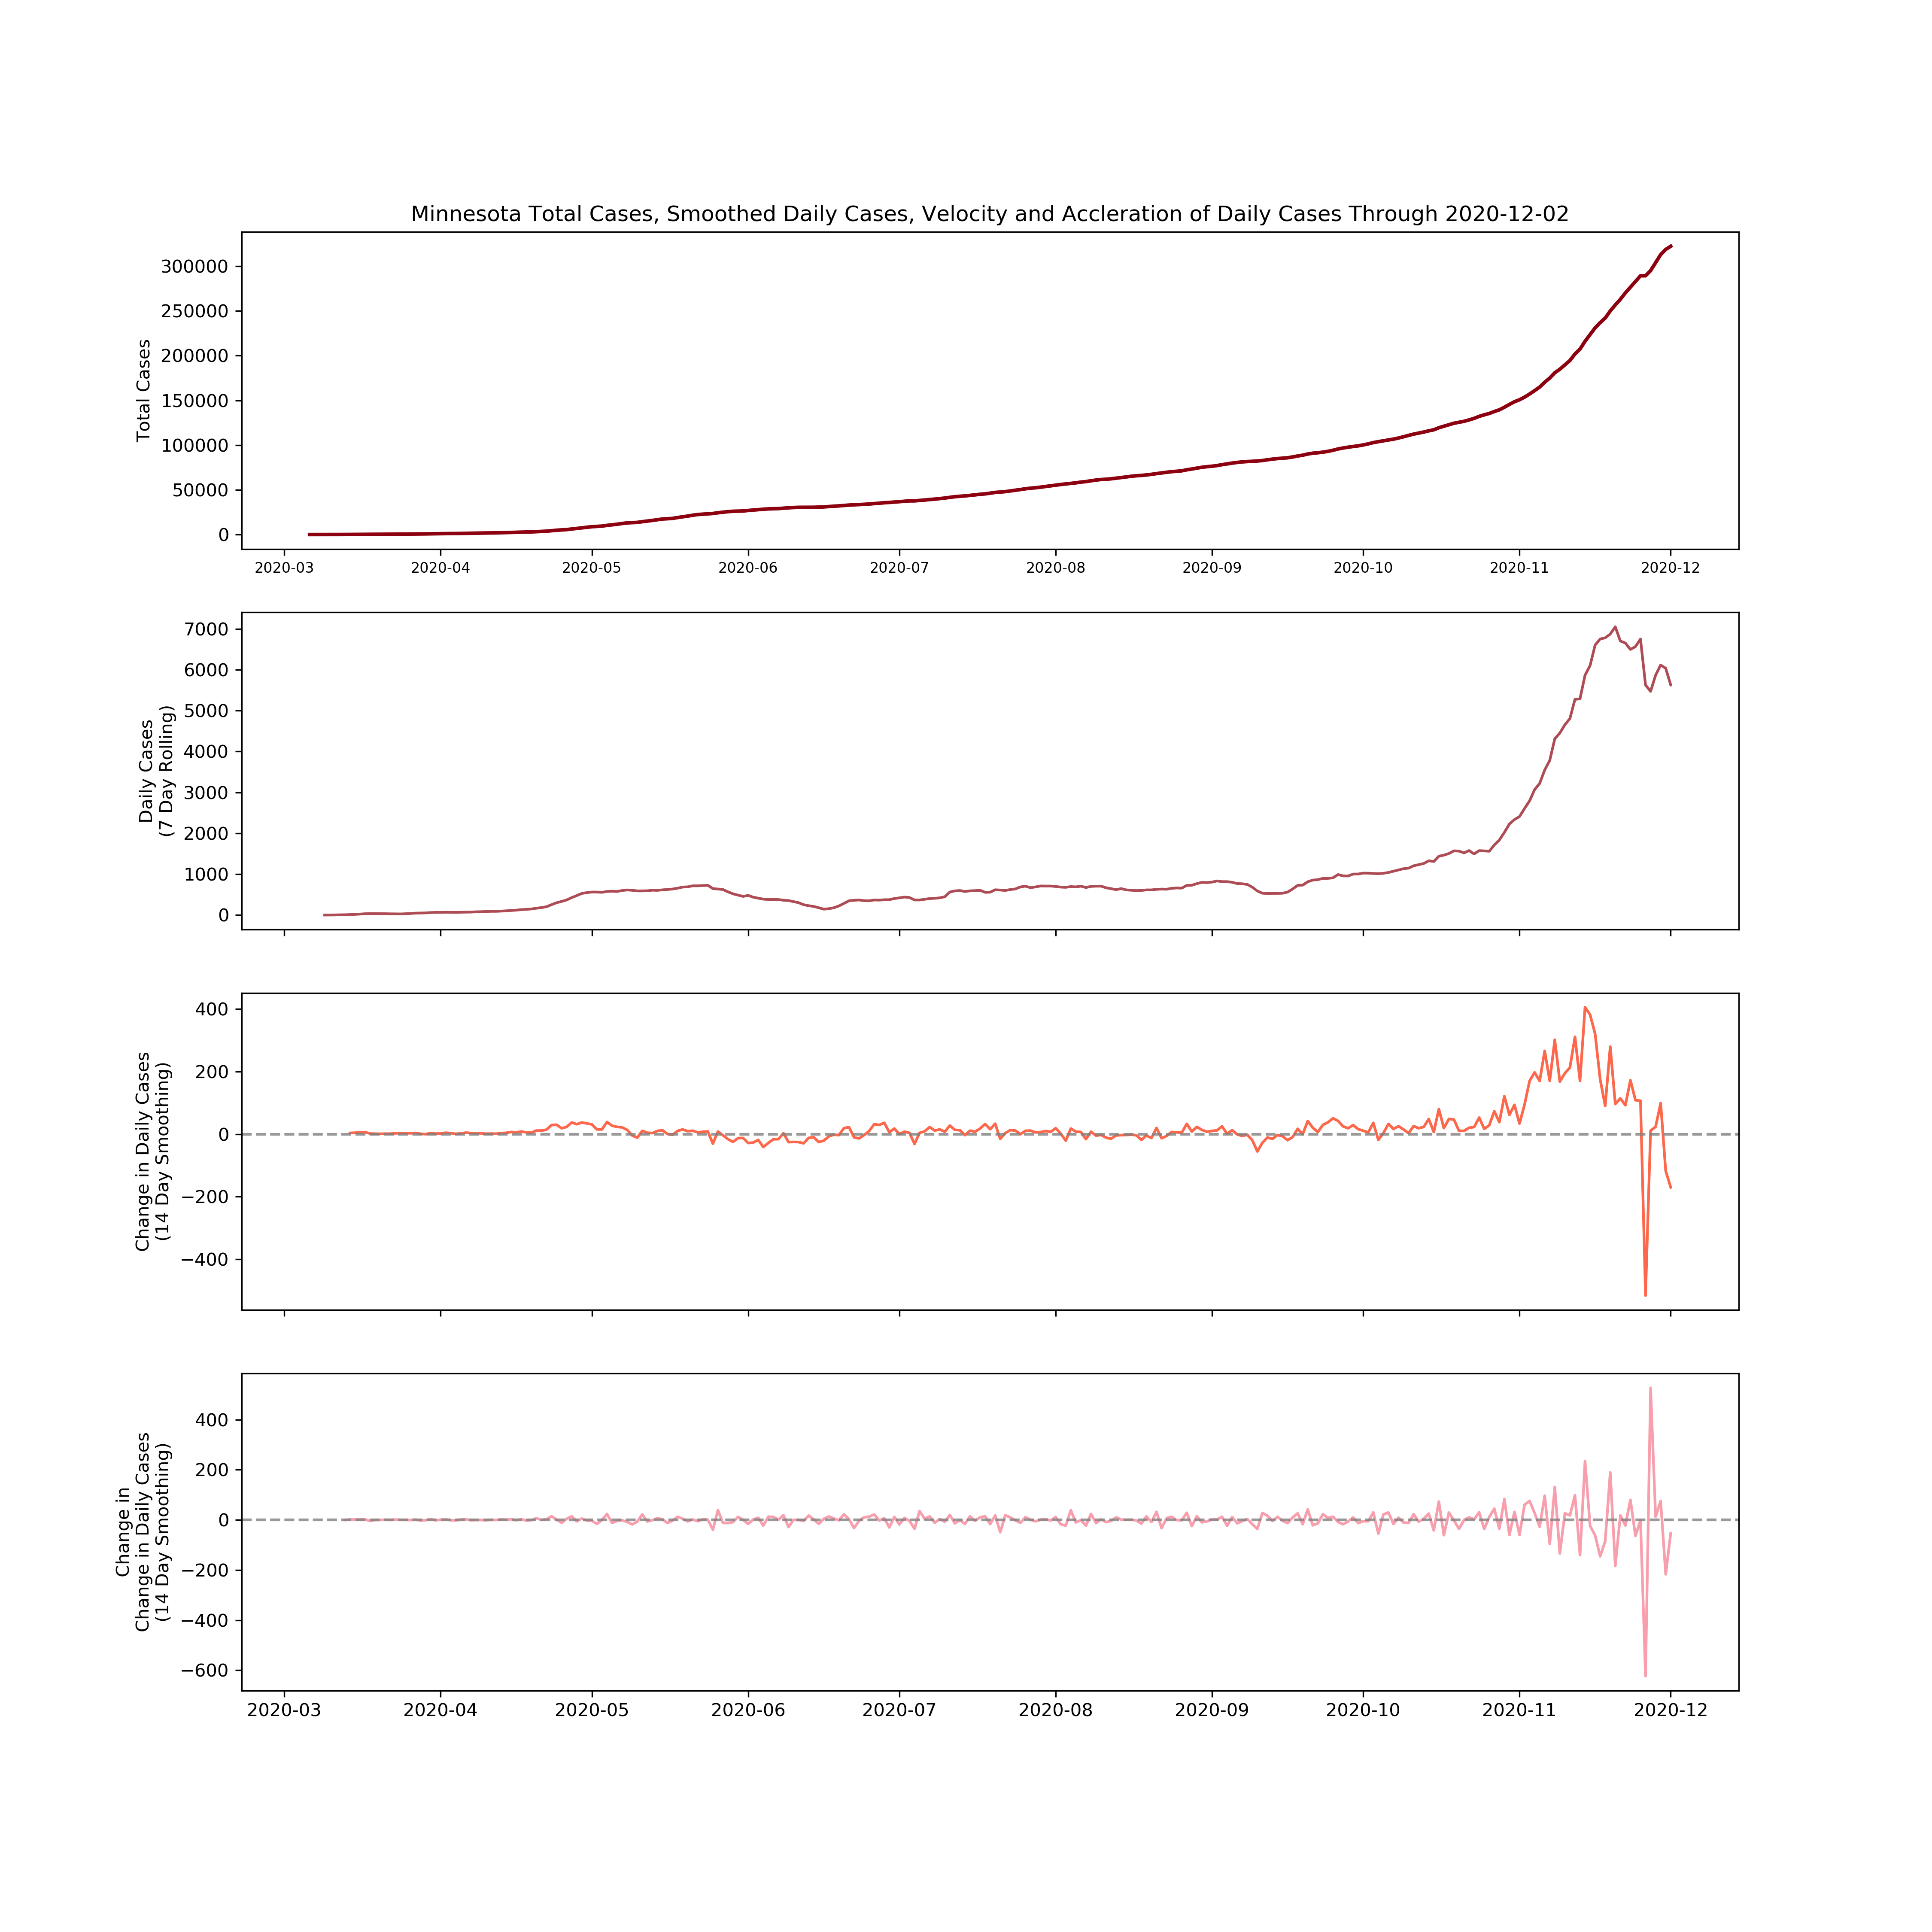 Minnesota Total Cases, Smoothed Daily Cases, Velocity and Accleration of Daily Cases Through 2020-12-02
Total Cases
300000
250000
200000
150000
100000
50000
0
2020-03 2020-04 2020-05 2020-06 2020-07 2020-08 2020-09 2020-10 2020-11 2020-12
Daily Cases
(7 Day Rolling)
7000
6000
5000
4000
3000
2000
1000
0
Change in Daily Cases
(14 Day Smoothing)
400
200
0
−200
−400
Change in
Change in Daily Cases
(14 Day Smoothing)
400
200
0
−200
−400
−600
2020-03 2020-04 2020-05 2020-06 2020-07 2020-08 2020-09 2020-10 2020-11 2020-12